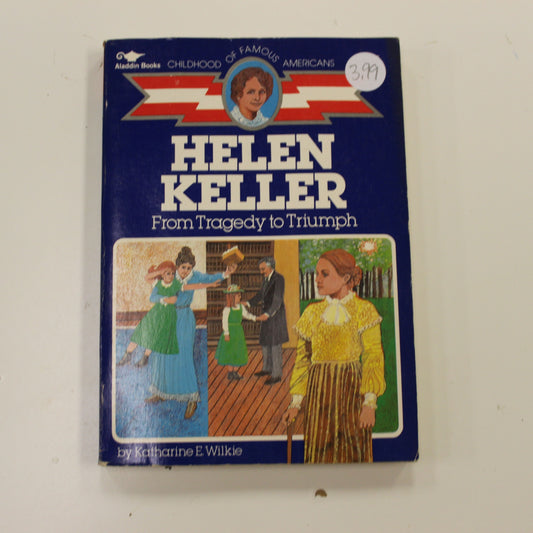 Aladdin Books
CHILDHOOD OF FAMOUS AMERICANS
3.99
HELEN
KELLER
From Tragedy to Triumph
by Katharine E. Wilkie